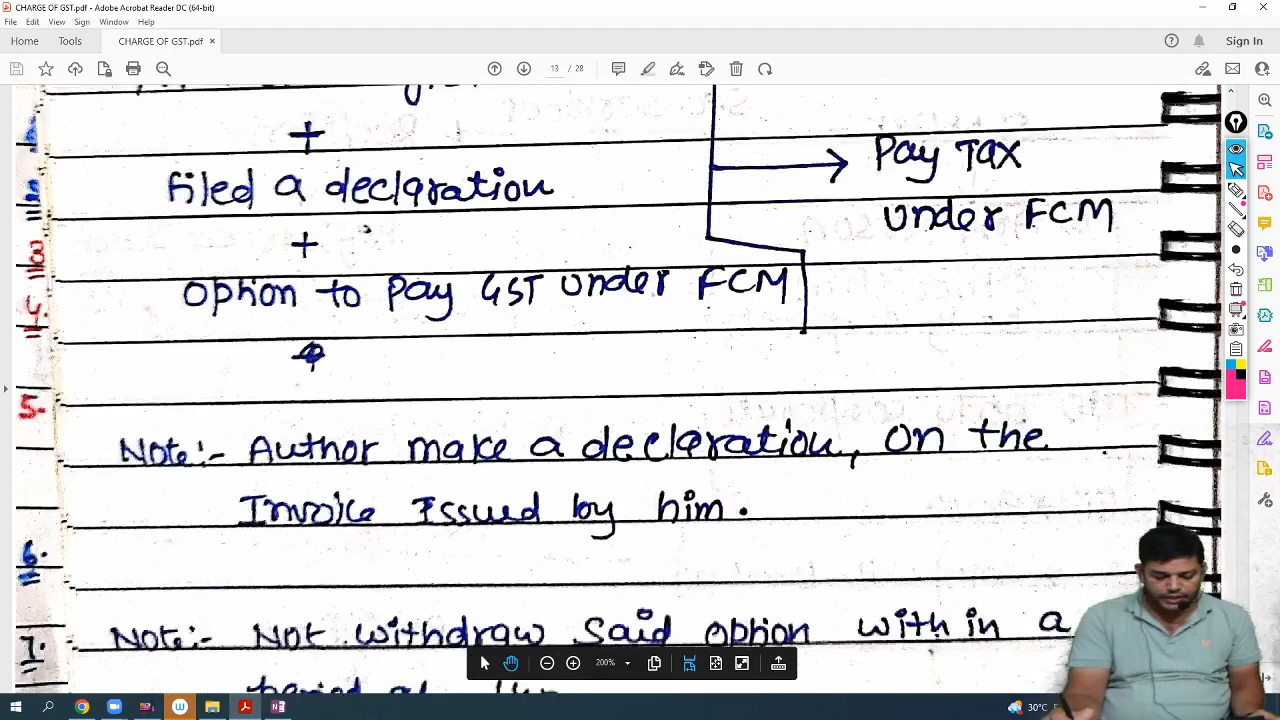 CHARGE OF GST.pdf - Adobe Acrobat Reader DC (64-bit)
File Edit View Sign Window Help
Home Tools CHARGE OF GST.pdf × Sign In
13 / 28
+
filed a declaration
+
option to Pay GST under FCM
Pay Tax
under FCM
5.
Note:- Author make a declaration, on the
Invoice Issued by him.
6.
7.
Note:- Not withdraw said option with in a
200%
30°C